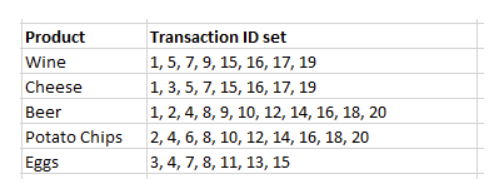 Product Transaction ID set
Wine 1, 5, 7, 9, 15, 16, 17, 19
Cheese 1, 3, 5, 7, 15, 16, 17, 19
Beer 1, 2, 4, 8, 9, 10, 12, 14, 16, 18, 20
Potato Chips 2, 4, 6, 8, 10, 12, 14, 16, 18, 20
Eggs 3, 4, 7, 8, 11, 13, 15